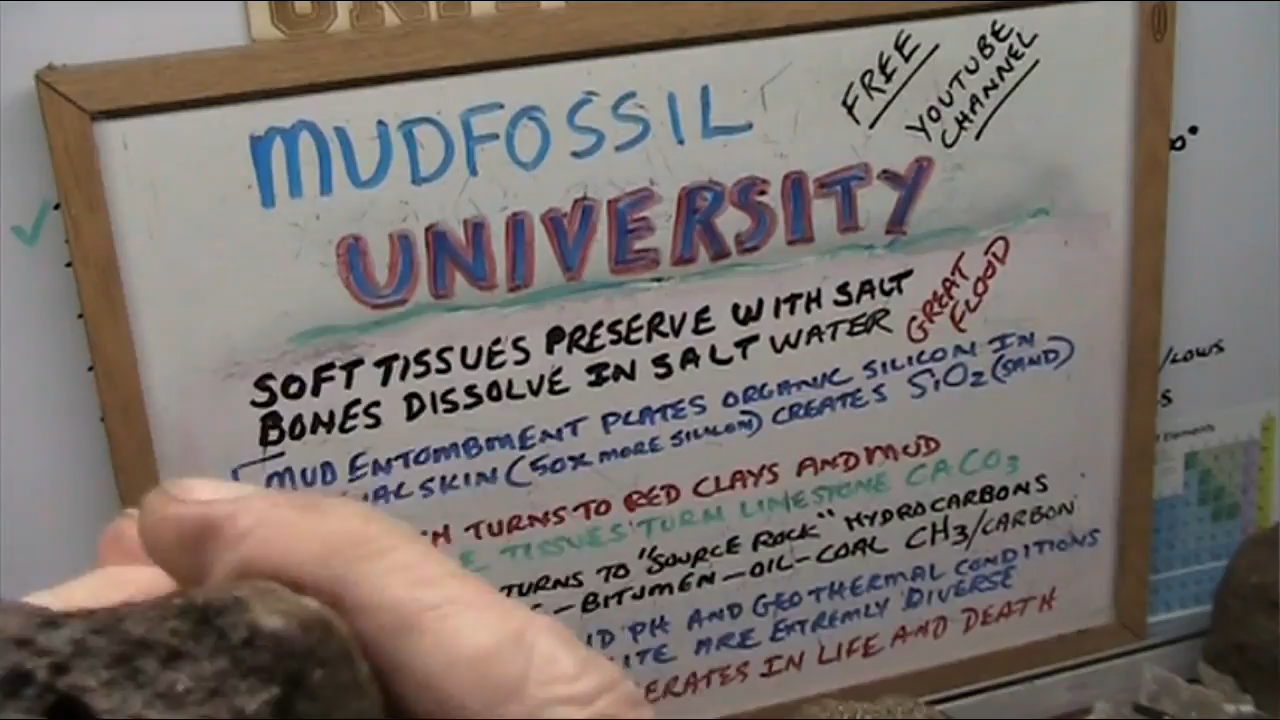 MUDFOSSIL
UNIVERSITY
FREE
YOUTUBE
CHANNEL
SOFT TISSUES PRESERVE WITH SALT
BONES DISSOLVE IN SALT WATER
GREAT
FLOOD
MUD ENTOMBMENT PLATES ORGANIC SILICON IN
SKIN (50X MORE SILICON) CREATES SiO2 (SAND)
TURNS TO RED CLAYS AND MUD
TISSUES TURN LIMESTONE CACO3
TURNS TO "SOURCE ROCK" HYDROCARBONS
-BITUMEN-OIL-COAL CH3/CARBON
PH AND GEOTHERMAL CONDITIONS
ARE EXTREMLY DIVERSE
IN LIFE AND DEATH
/LOWS